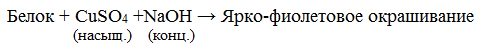 Белок + CuSO₄ +NaOH → Ярко-фиолетовое окрашивание
(насыщ.) (конц.)